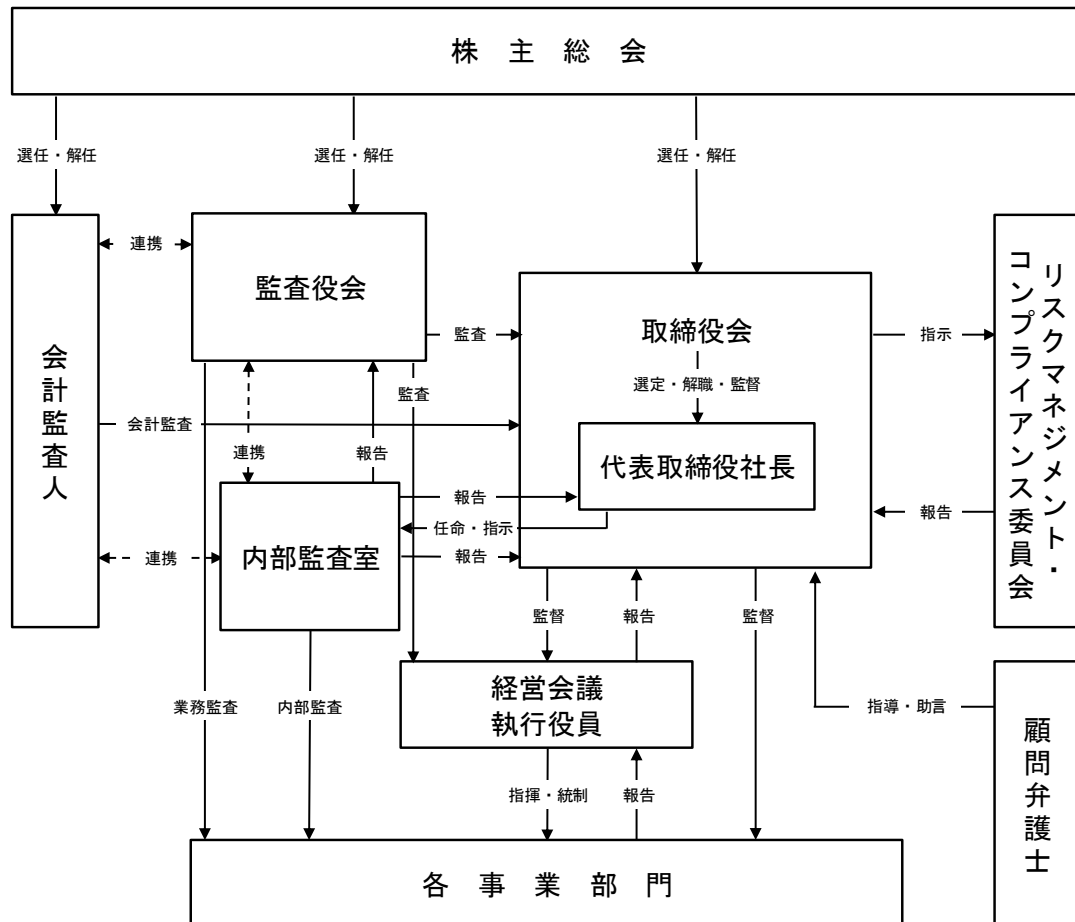 株主総会
選任・解任
選任・解任
選任・解任
会計監査人
連携
監査役会
監査
取締役会
選定・解職・監督
代表取締役社長
指示
リスクマネジメント・
コンプライアンス委員会
監査
会計監査
連携
報告
報告
任命・指示
報告
報告
連携
内部監査室
監督
報告
監督
経営会議
執行役員
業務監査
内部監査
指導・助言
顧問弁護士
指揮・統制
報告
各事業部門